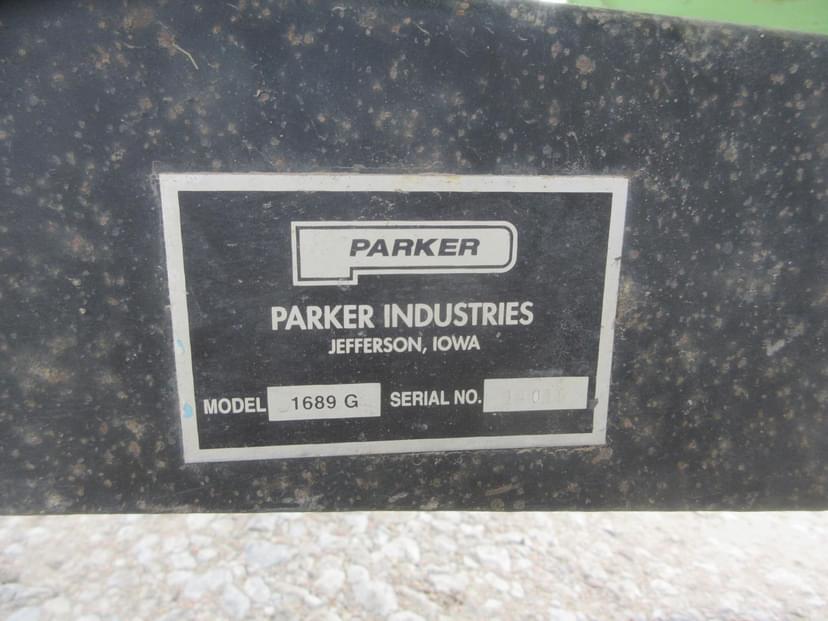 PARKER
PARKER INDUSTRIES
JEFFERSON, IOWA
MODEL 1689 G SERIAL NO.